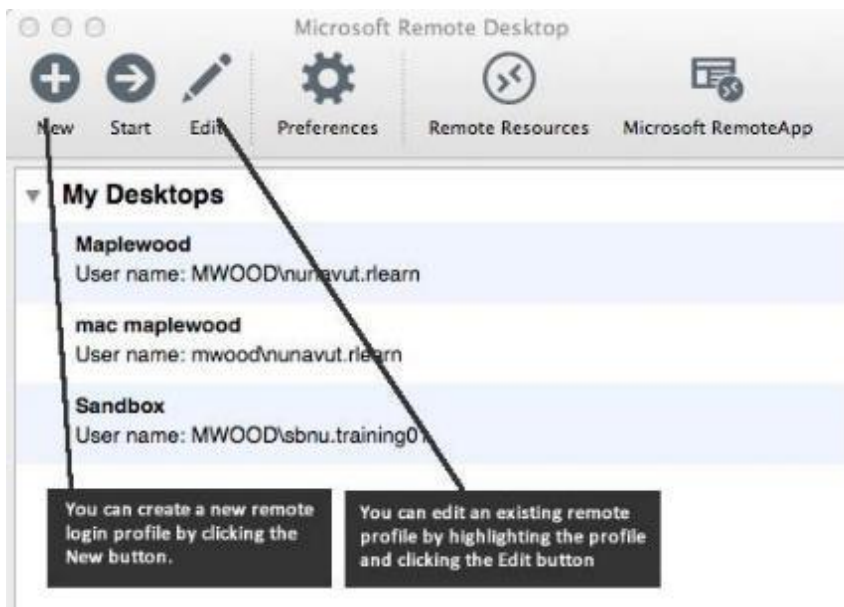 Microsoft Remote Desktop
New Start Edit Preferences Remote Resources Microsoft RemoteApp
My Desktops
Maplewood
User name: MWOOD\nunavut.rlearn
mac maplewood
User name: mwood\nunavut.rlearn
Sandbox
User name: MWOOD\sbnu.training01
You can create a new remote
login profile by clicking the
New button.
You can edit an existing remote
profile by highlighting the profile
and clicking the Edit button